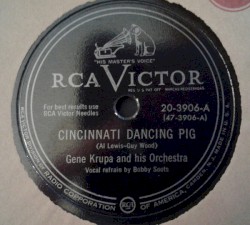 "HIS MASTER'S VOICE"
RCA VICTOR
For best results use
RCA Victor Needles
20-3906-A
(47-3906-A)
CINCINNATI DANCING PIG
(Al Lewis-Guy Wood)
Gene Krupa and his Orchestra
Vocal refrain by Bobby Soots
RCA